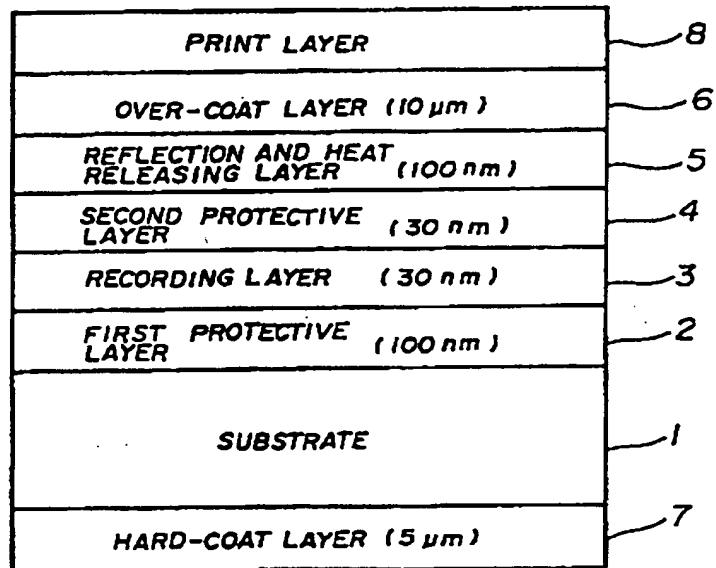 PRINT LAYER
8
OVER-COAT LAYER (10 μm)
6
REFLECTION AND HEAT
RELEASING LAYER (100 nm)
5
SECOND PROTECTIVE
LAYER (30 nm)
4
RECORDING LAYER (30 nm)
3
FIRST PROTECTIVE
LAYER (100 nm)
2
SUBSTRATE
1
HARD-COAT LAYER (5 μm)
7